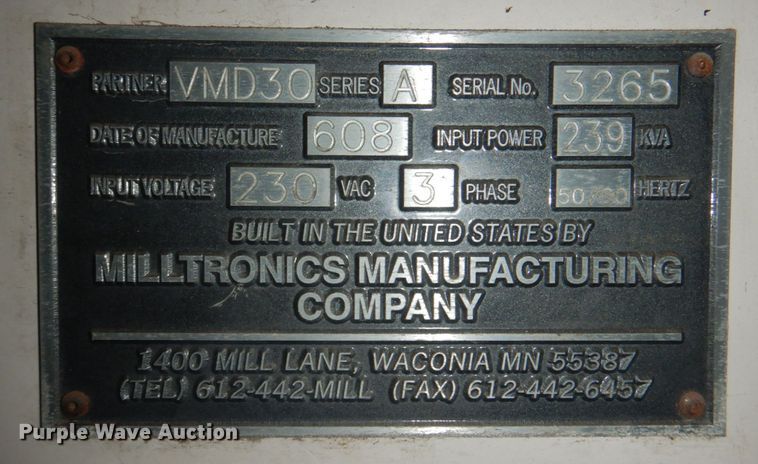 PARTNER VMD30 SERIES A SERIAL No. 3265
DATE OF MANUFACTURE 608 INPUT POWER 239 KVA
INPUT VOLTAGE 230 VAC 3 PHASE 50/60 HERTZ
BUILT IN THE UNITED STATES BY
MILLTRONICS MANUFACTURING
COMPANY
1400 MILL LANE, WACONIA MN 55387
(TEL) 612-442-MILL (FAX) 612-442-6457
Purple Wave Auction